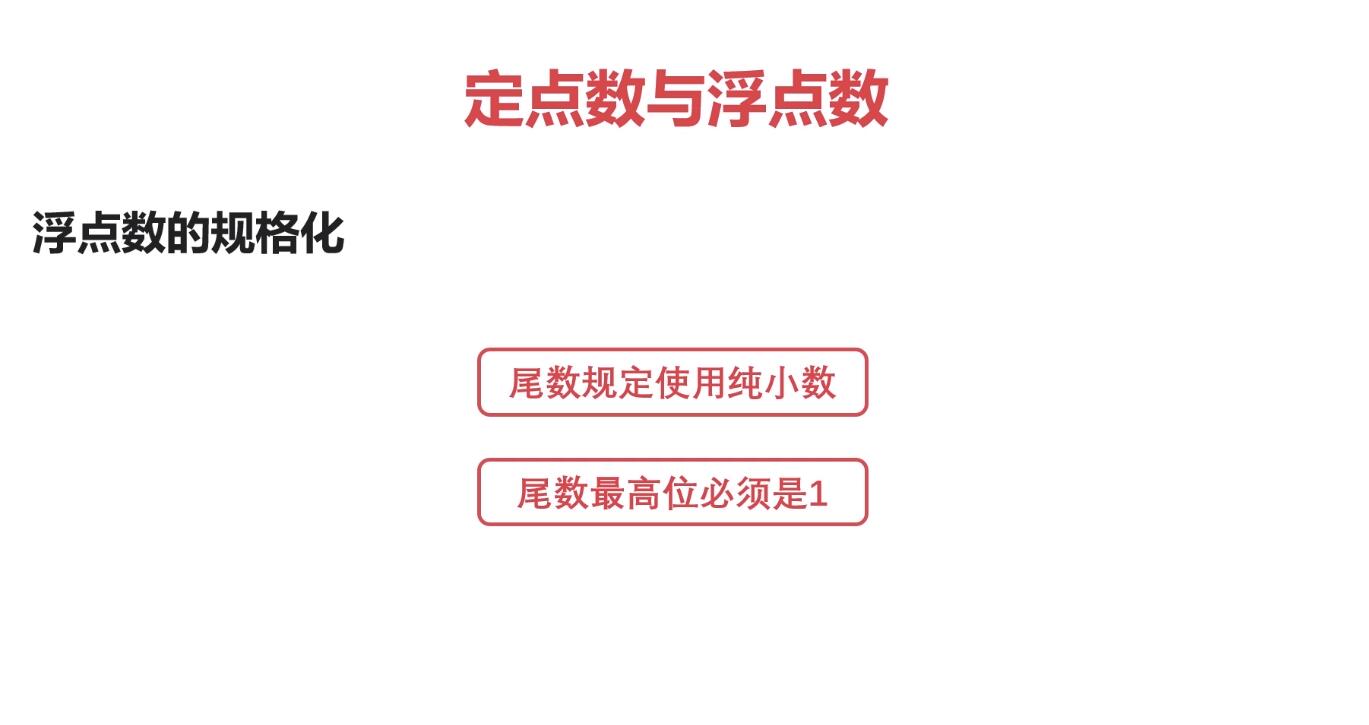 定点数与浮点数
浮点数的规格化
尾数规定使用纯小数
尾数最高位必须是1